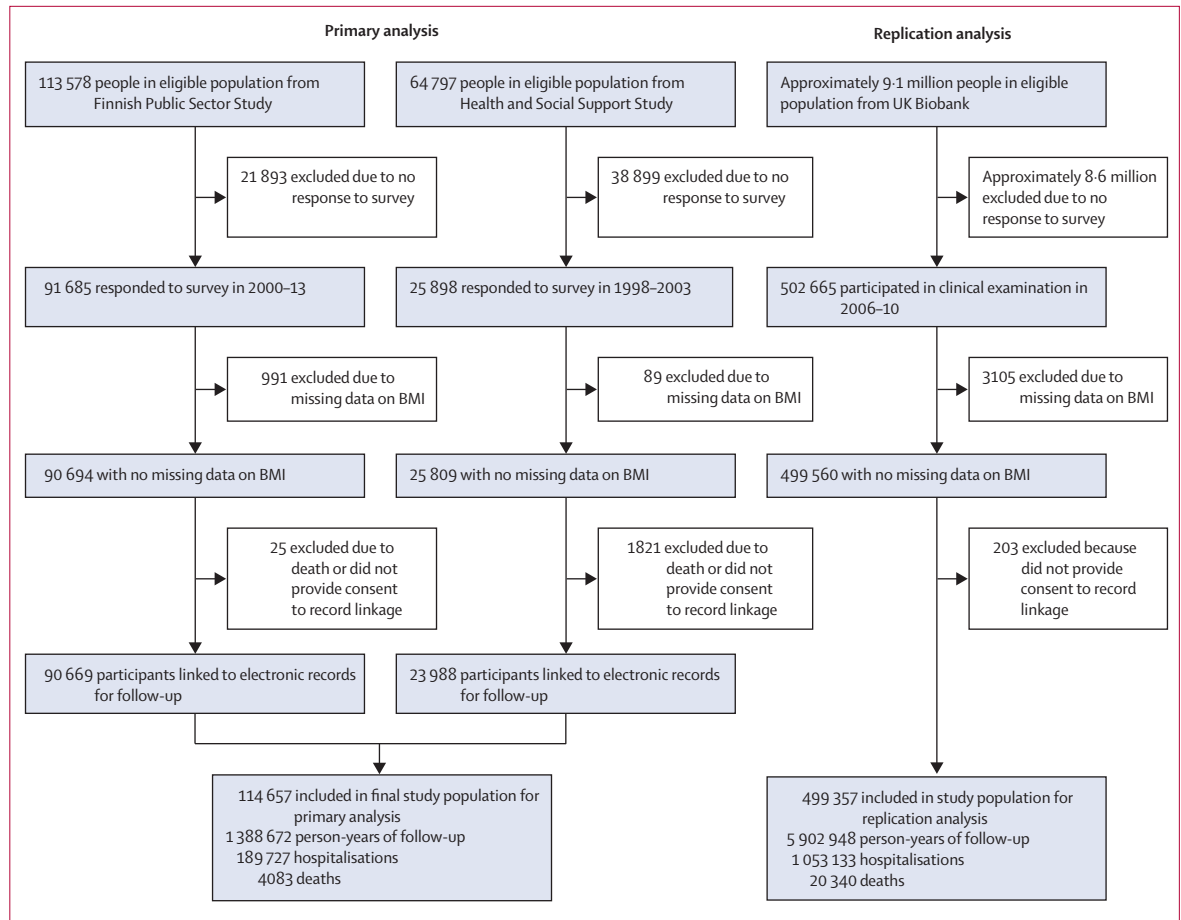 Primary analysis
Replication analysis
113 578 people in eligible population from
Finnish Public Sector Study
64 797 people in eligible population from
Health and Social Support Study
Approximately 9·1 million people in eligible
population from UK Biobank
21 893 excluded due to no
response to survey
38 899 excluded due to no
response to survey
Approximately 8·6 million
excluded due to no
response to survey
91 685 responded to survey in 2000–13
25 898 responded to survey in 1998–2003
502 665 participated in clinical examination in
2006–10
991 excluded due to
missing data on BMI
89 excluded due to
missing data on BMI
3105 excluded due to
missing data on BMI
90 694 with no missing data on BMI
25 809 with no missing data on BMI
499 560 with no missing data on BMI
25 excluded due to
death or did not
provide consent
to record linkage
1821 excluded due to
death or did not
provide consent
to record linkage
203 excluded because
did not provide
consent to record
linkage
90 669 participants linked to electronic records
for follow-up
23 988 participants linked to electronic records
for follow-up
114 657 included in final study population for
primary analysis
1 388 672 person-years of follow-up
189 727 hospitalisations
4083 deaths
499 357 included in study population for
replication analysis
5 902 948 person-years of follow-up
1 053 133 hospitalisations
20 340 deaths